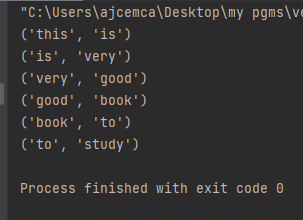 "C:\Users\ajcemca\Desktop\my pgms\ve
('this', 'is')
('is', 'very')
('very', 'good')
('good', 'book')
('book', 'to')
('to', 'study')
Process finished with exit code 0